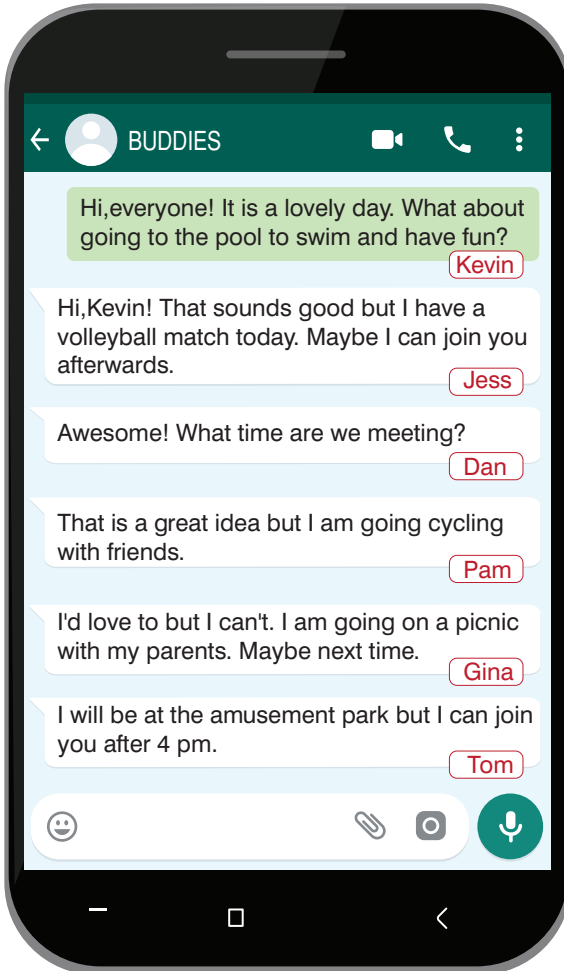 BUDDIES
Hi,everyone! It is a lovely day. What about
going to the pool to swim and have fun?
Kevin
Hi,Kevin! That sounds good but I have a
volleyball match today. Maybe I can join you
afterwards.
Jess
Awesome! What time are we meeting?
Dan
That is a great idea but I am going cycling
with friends.
Pam
I'd love to but I can't. I am going on a picnic
with my parents. Maybe next time.
Gina
I will be at the amusement park but I can join
you after 4 pm.
Tom